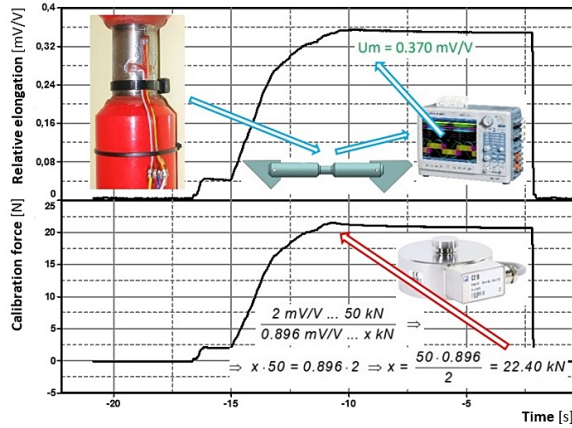 Relative elongation [mV/V]
0,4
0,32
0,24
0,16
0,08
0
Um = 0.370 mV/V
Calibration force [N]
25
20
15
10
5
0
-5
2 mV/V ... 50 kN
0.896 mV/V ... x kN
⇒
⇒ x·50 = 0.896·2 ⇒ x = 50·0.896 / 2 = 22.40 kN
-20
-15
-10
-5
Time [s]